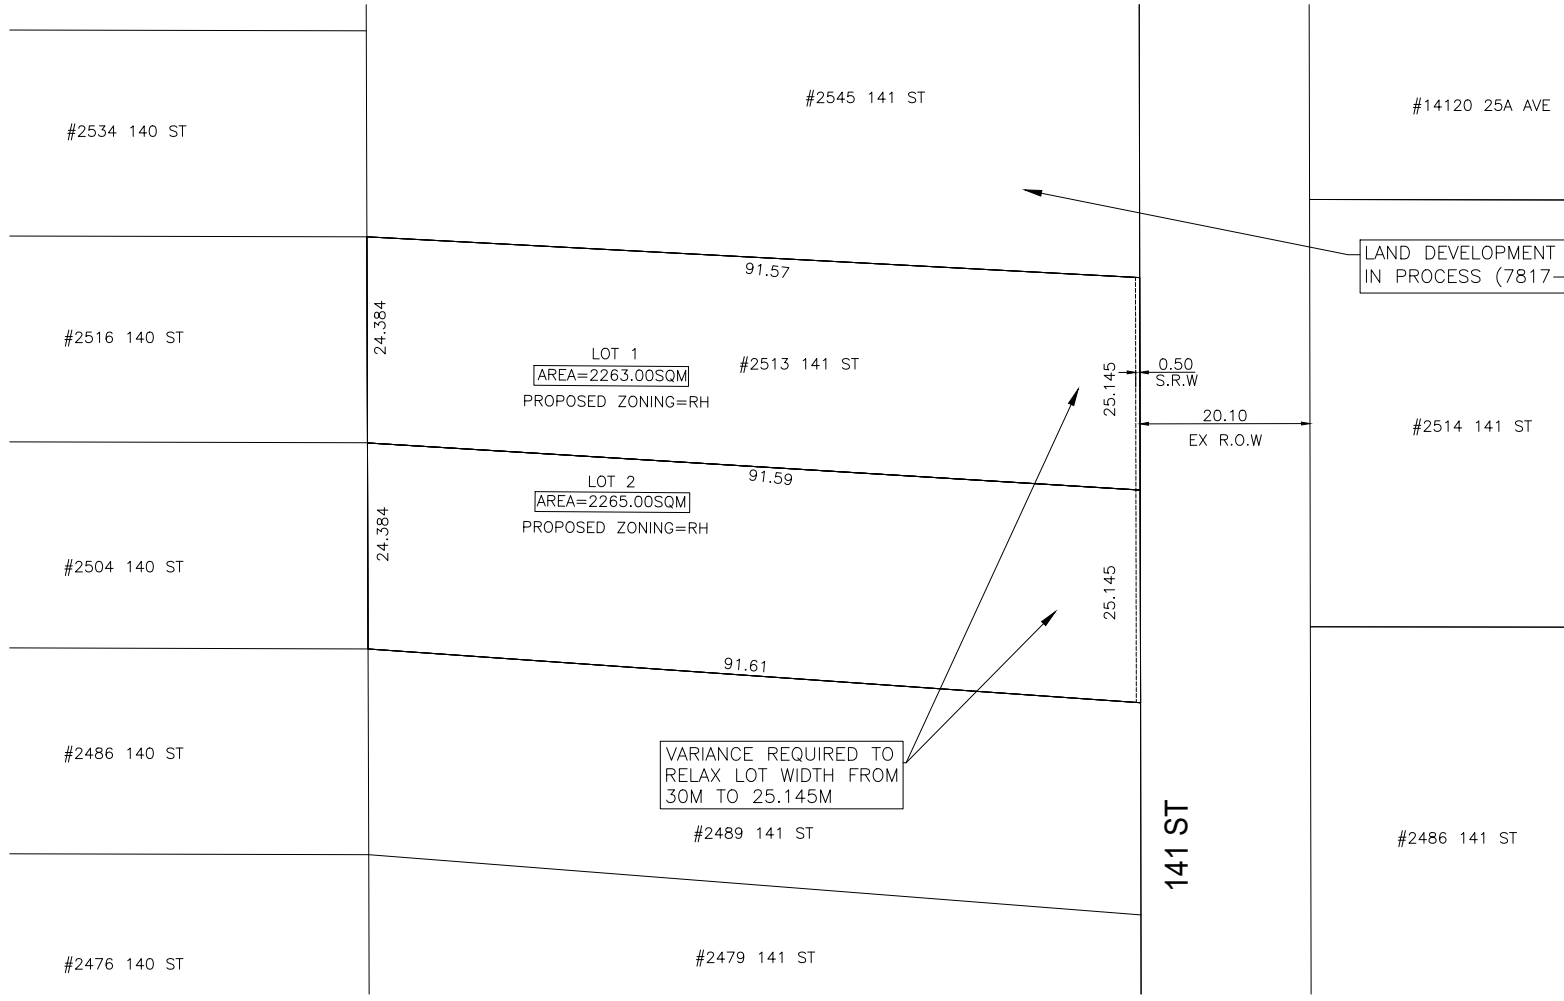 #2545 141 ST
#14120 25A AVE
#2534 140 ST
LAND DEVELOPMENT
IN PROCESS (7817-
91.57
#2516 140 ST
24.384
LOT 1
AREA=2263.00SQM
PROPOSED ZONING=RH
#2513 141 ST
25.145
0.50
S.R.W
20.10
EX R.O.W
#2514 141 ST
91.59
LOT 2
AREA=2265.00SQM
PROPOSED ZONING=RH
24.384
#2504 140 ST
25.145
91.61
#2486 140 ST
VARIANCE REQUIRED TO
RELAX LOT WIDTH FROM
30M TO 25.145M
#2489 141 ST
141 ST
#2486 141 ST
#2476 140 ST
#2479 141 ST